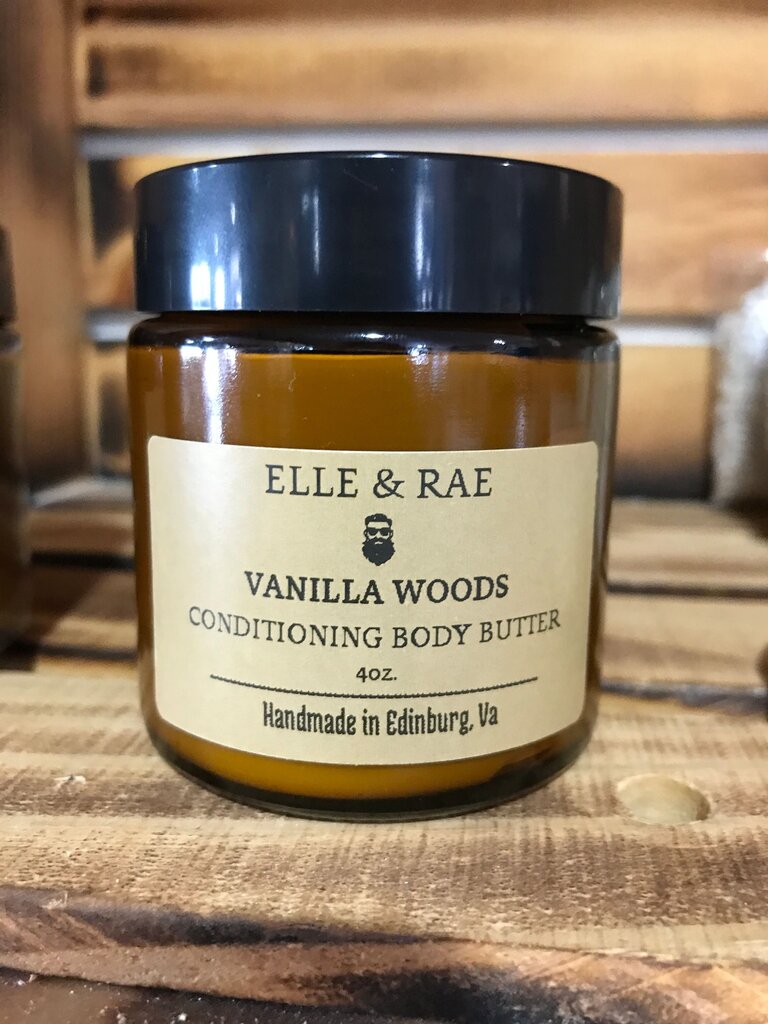 ELLE & RAE
VANILLA WOODS
CONDITIONING BODY BUTTER
4oz.
Handmade in Edinburg, Va